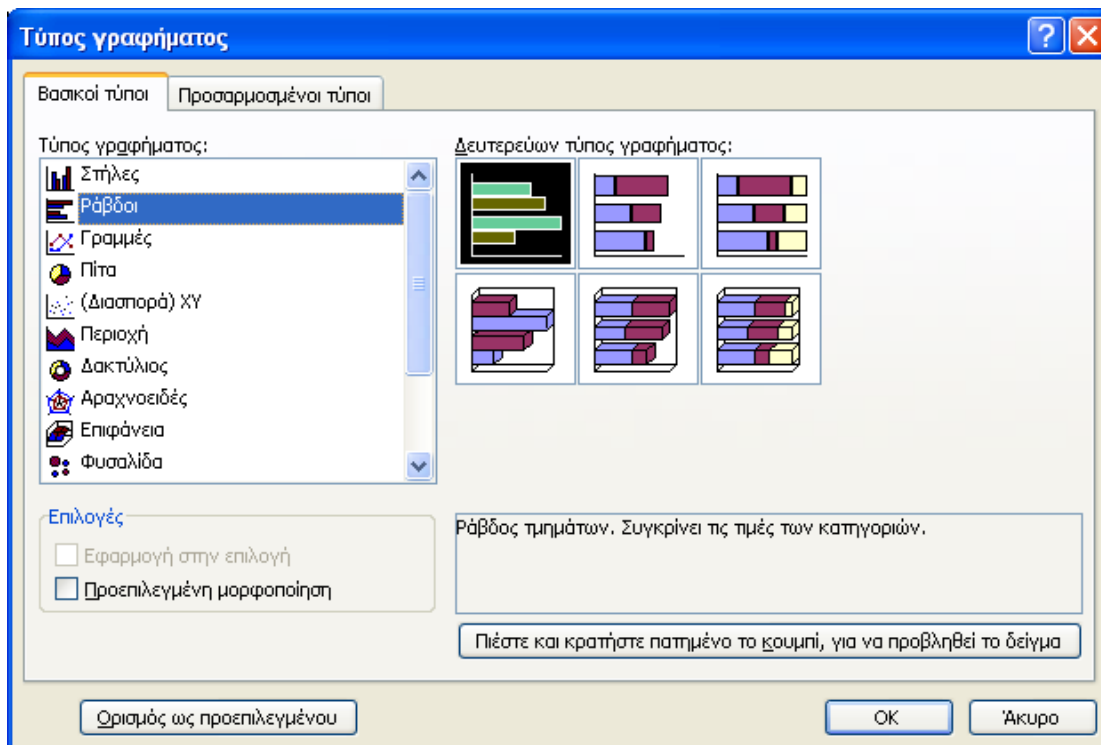 Τύπος γραφήματος
Βασικοί τύποι
Προσαρμοσμένοι τύποι
Τύπος γραφήματος:
Στήλες
Ράβδοι
Γραμμές
Πίτα
(Διασπορά) XY
Περιοχή
Δακτύλιος
Αραχνοειδές
Επιφάνεια
Φυσαλίδα
Δευτερεύων τύπος γραφήματος:
Επιλογές
Εφαρμογή στην επιλογή
Προεπιλεγμένη μορφοποίηση
Ράβδος τμημάτων. Συγκρίνει τις τιμές των κατηγοριών.
Πιέστε και κρατήστε πατημένο το κουμπί, για να προβληθεί το δείγμα
Ορισμός ως προεπιλεγμένου
OK
Άκυρο